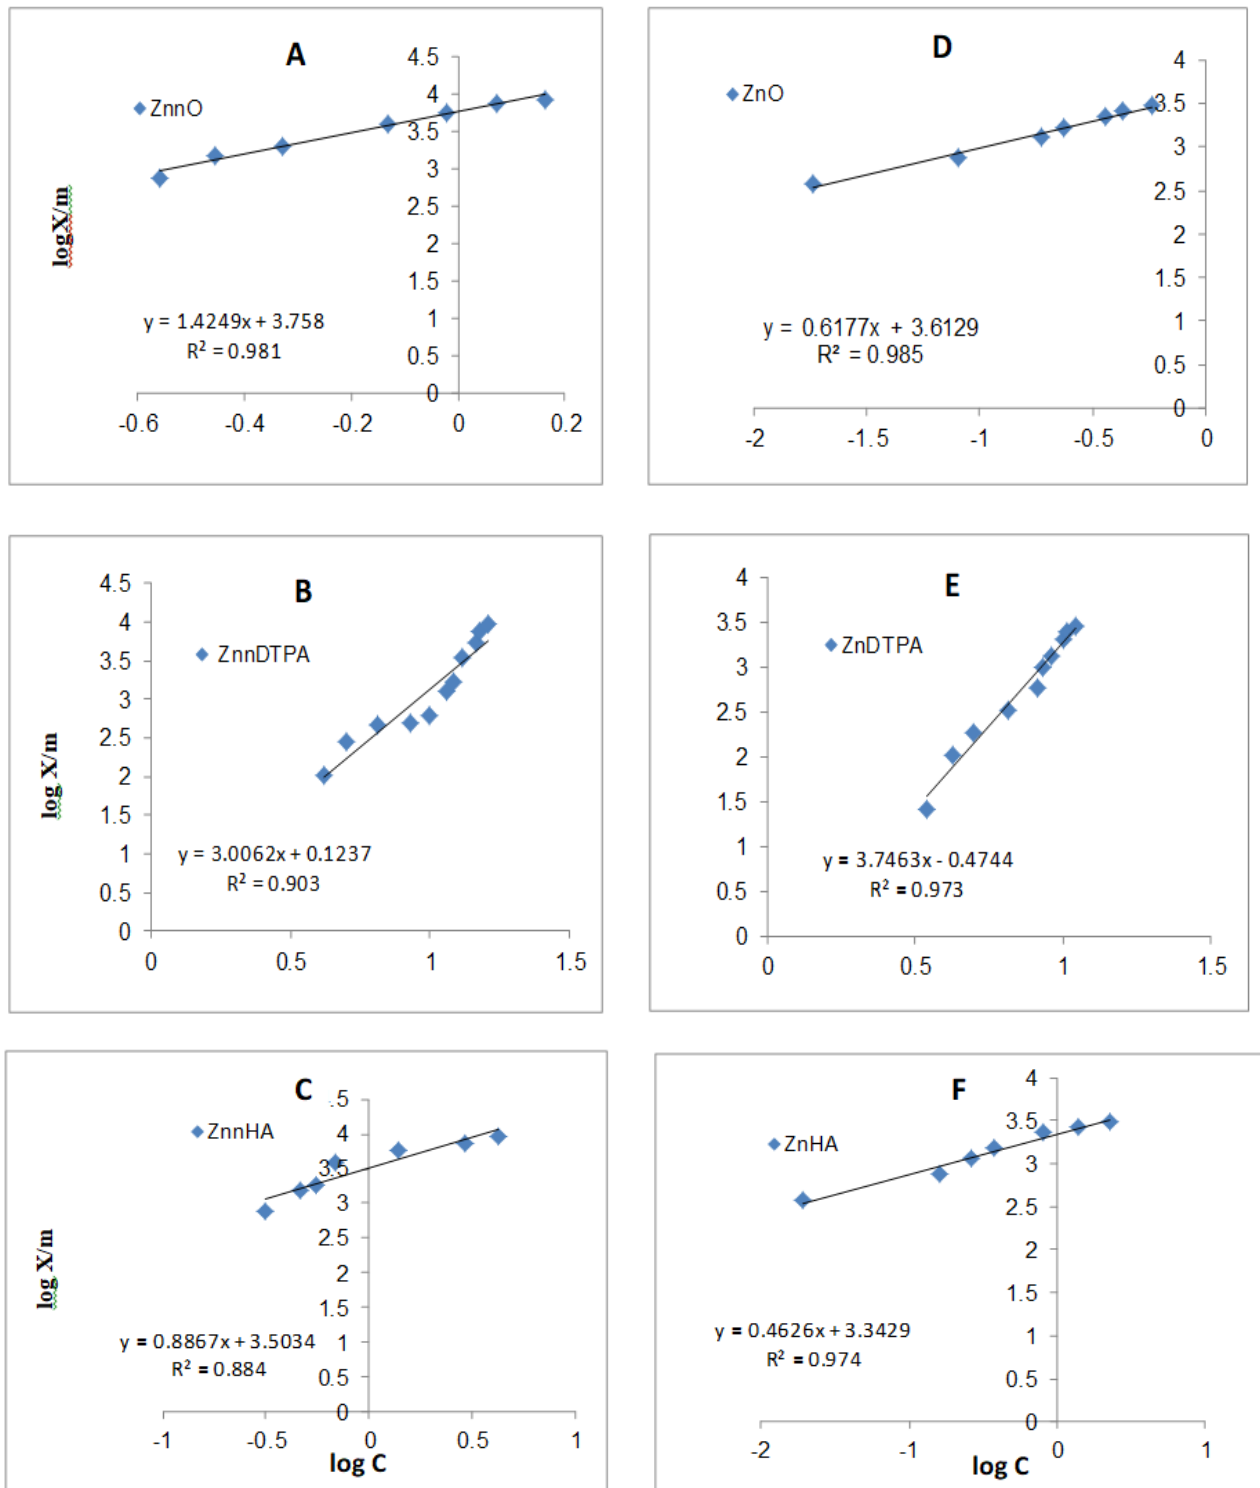 A
ZnnO
4.5
4
3.5
3
2.5
2
1.5
1
0.5
0
logX/m
y = 1.4249x + 3.758
R² = 0.981
-0.6 -0.4 -0.2 0 0.2
D
ZnO
4
3.5
3
2.5
2
1.5
1
0.5
0
y = 0.6177x + 3.6129
R² = 0.985
-2 -1.5 -1 -0.5 0
B
ZnnDTPA
4.5
4
3.5
3
2.5
2
1.5
1
0.5
0
log X/m
y = 3.0062x + 0.1237
R² = 0.903
0 0.5 1 1.5
E
ZnDTPA
4
3.5
3
2.5
2
1.5
1
0.5
0
y = 3.7463x - 0.4744
R² = 0.973
0 0.5 1 1.5
C
ZnnHA
.5
4
3.5
3
2.5
2
1.5
1
0.5
0
log X/m
y = 0.8867x + 3.5034
R² = 0.884
-1 -0.5 0 0.5 1
log C
F
ZnHA
4
3.5
3
2.5
2
1.5
1
0.5
0
y = 0.4626x + 3.3429
R² = 0.974
-2 -1 0 1
log C